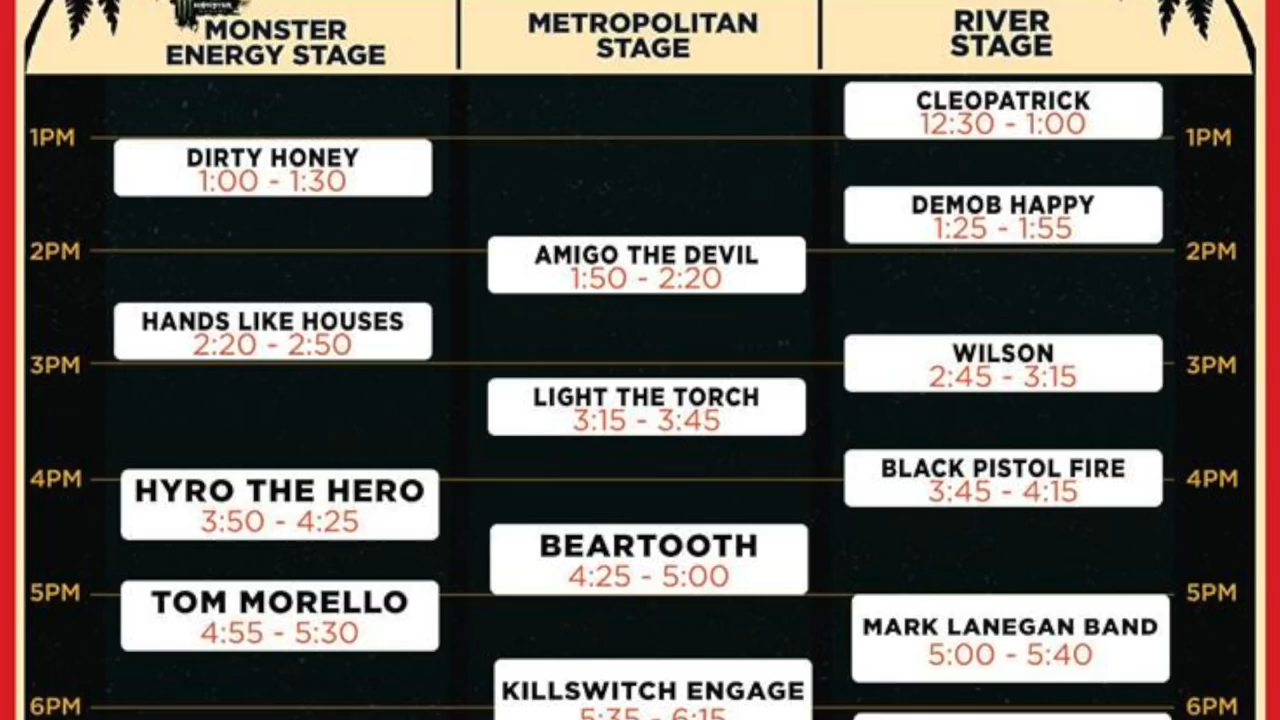 MONSTER
MONSTER
ENERGY STAGE
METROPOLITAN
STAGE
RIVER
STAGE
CLEOPATRICK
12:30 - 1:00
1PM
1PM
DIRTY HONEY
1:00 - 1:30
DEMOB HAPPY
1:25 - 1:55
2PM
2PM
AMIGO THE DEVIL
1:50 - 2:20
HANDS LIKE HOUSES
2:20 - 2:50
WILSON
2:45 - 3:15
3PM
3PM
LIGHT THE TORCH
3:15 - 3:45
BLACK PISTOL FIRE
3:45 - 4:15
4PM
4PM
HYRO THE HERO
3:50 - 4:25
BEARTOOTH
4:25 - 5:00
5PM
5PM
TOM MORELLO
4:55 - 5:30
MARK LANEGAN BAND
5:00 - 5:40
KILLSWITCH ENGAGE
5:35 - 6:15
6PM
6PM